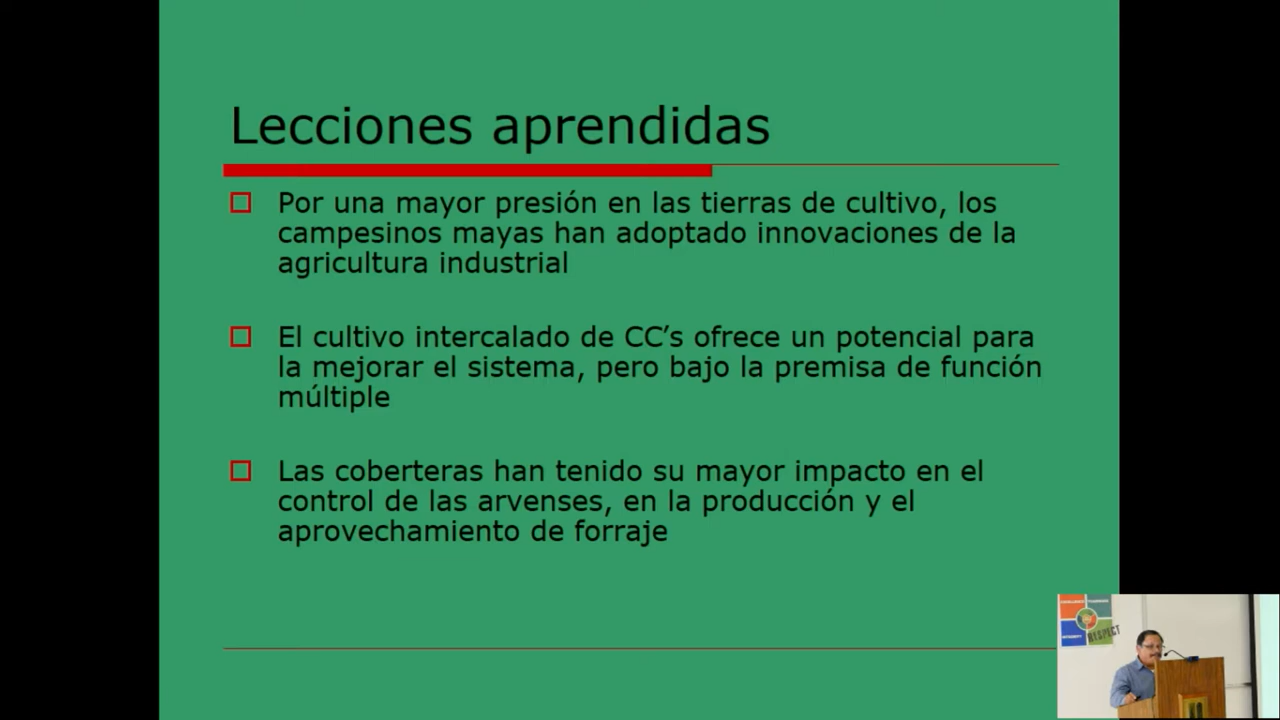 Lecciones aprendidas
Por una mayor presión en las tierras de cultivo, los
campesinos mayas han adoptado innovaciones de la
agricultura industrial
El cultivo intercalado de CC’s ofrece un potencial para
la mejorar el sistema, pero bajo la premisa de función
múltiple
Las coberteras han tenido su mayor impacto en el
control de las arvenses, en la producción y el
aprovechamiento de forraje
RESPECT